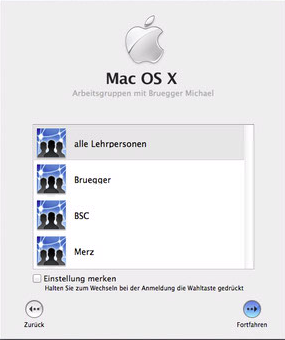 Mac OS X
Arbeitsgruppen mit Bruegger Michael
alle Lehrpersonen
Bruegger
BSC
Merz
Einstellung merken
Halten Sie zum Wechseln bei der Anmeldung die Wahltaste gedrückt
Zurück
Fortfahren